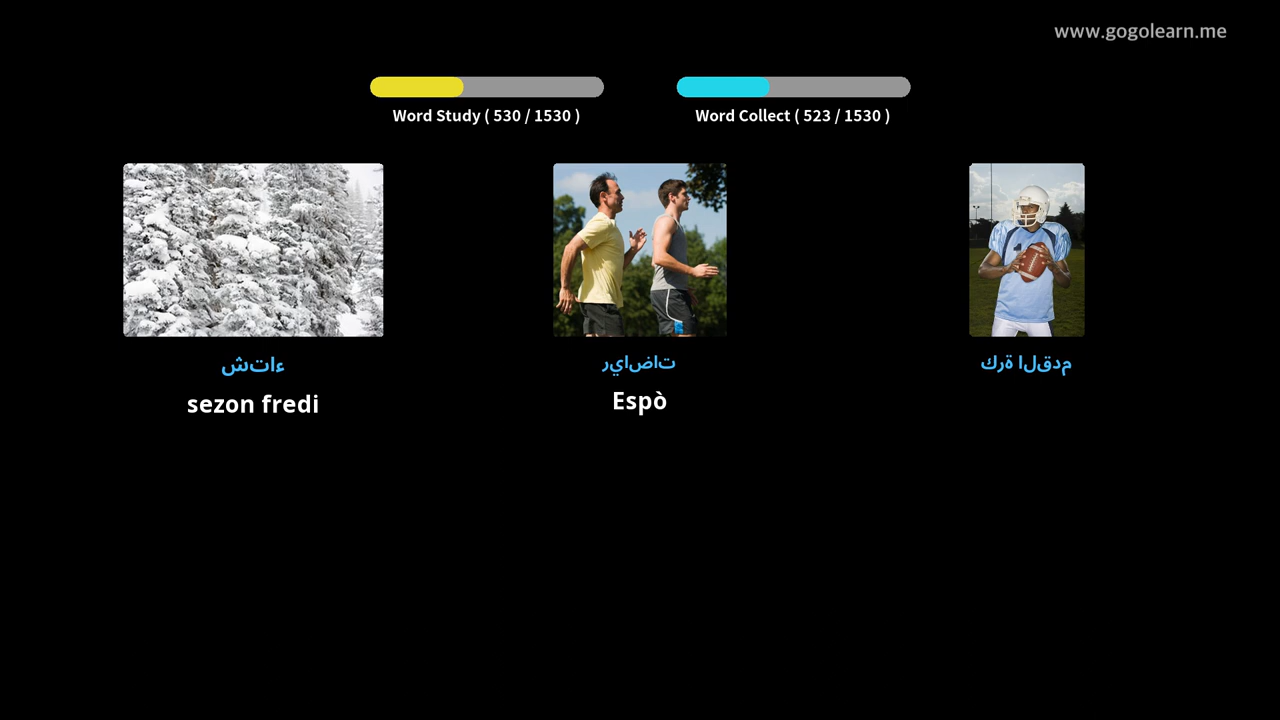 www.gogolearn.me
Word Study ( 530 / 1530 )
Word Collect ( 523 / 1530 )
ءاتش
sezon fredi
تاضاير
Espò
مدقلا ةرك